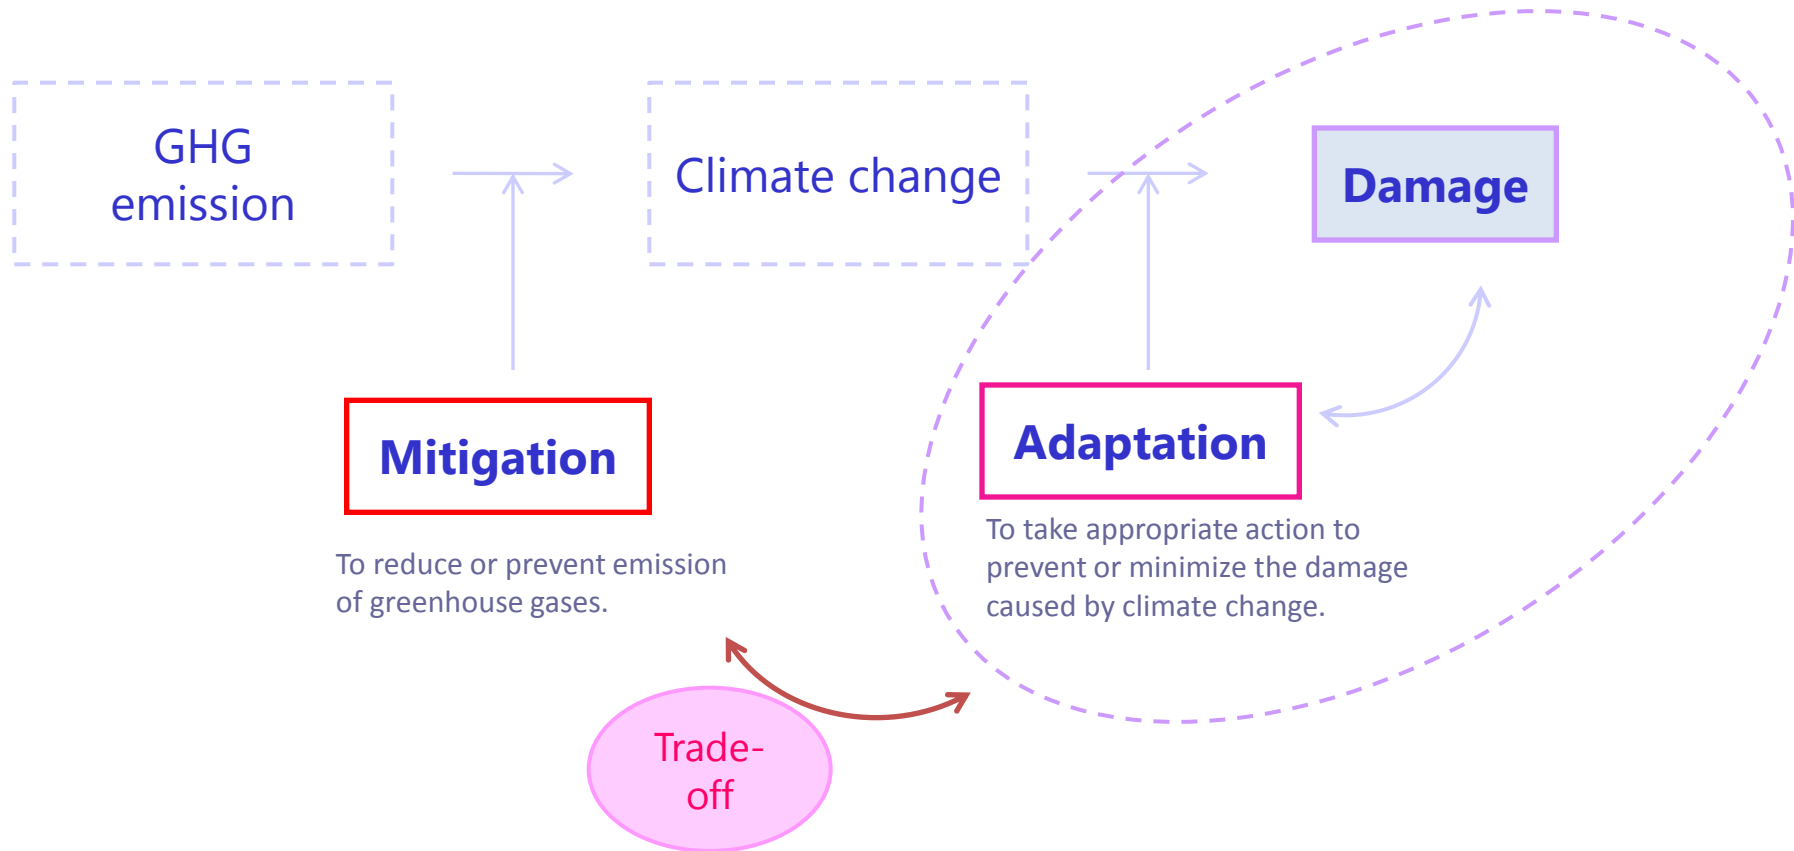 GHG
emission
Climate change
Damage
Mitigation
To reduce or prevent emission
of greenhouse gases.
Adaptation
To take appropriate action to
prevent or minimize the damage
caused by climate change.
Trade-
off